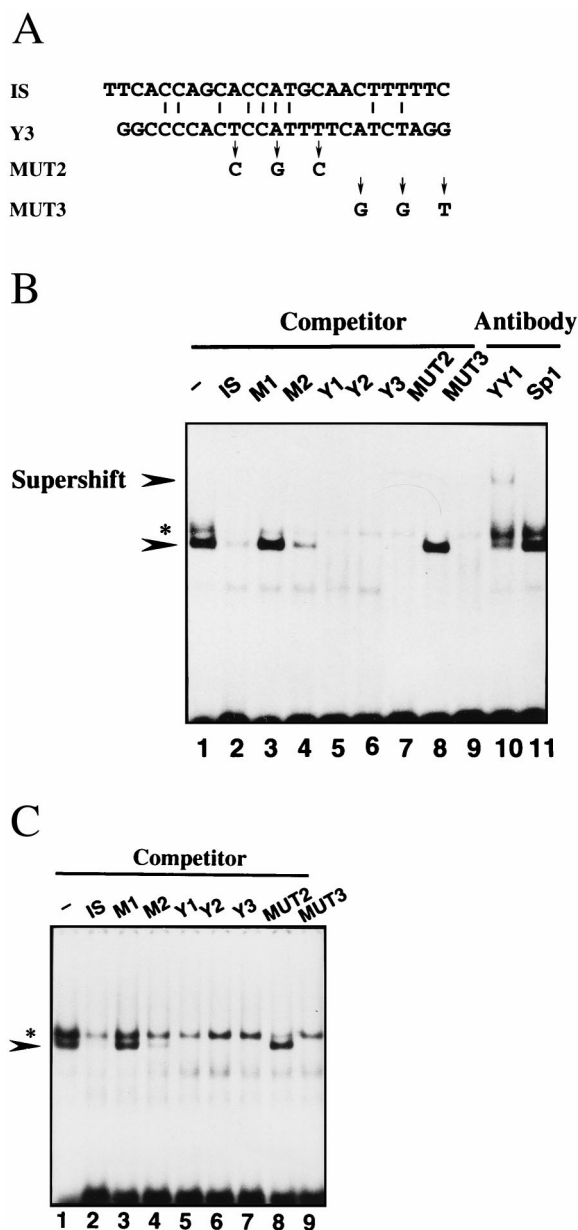 A
IS TTCACCAGCACCATGCAACTTTTTC
Y3 GGCCCCACTCCATTTTCATCTAGG
MUT2 C G C
MUT3 G G T
B
Competitor Antibody
- IS M1 M2 Y1 Y2 Y3 MUT2 MUT3 YY1 Sp1
Supershift
*
1 2 3 4 5 6 7 8 9 10 11
C
Competitor
- IS M1 M2 Y1 Y2 Y3 MUT2 MUT3
*
1 2 3 4 5 6 7 8 9